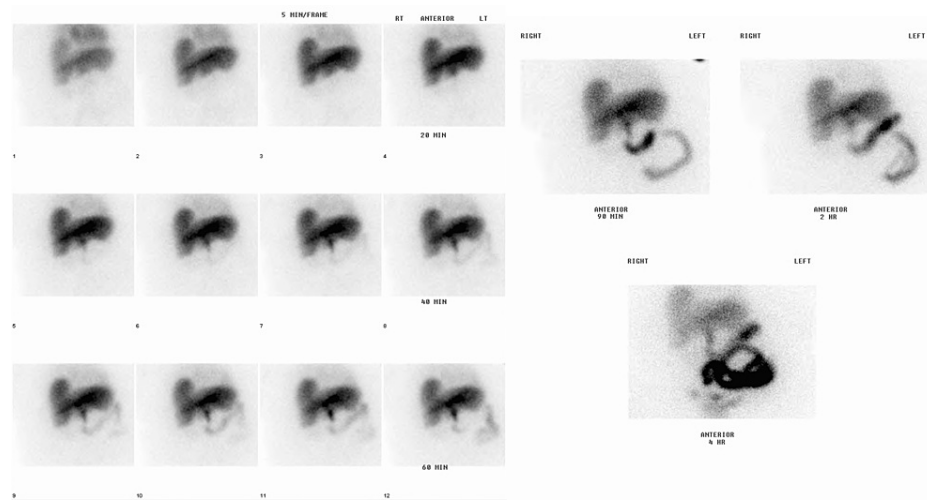 5 MIN/FRAME
RT ANTERIOR LT
1
2
3
4
20 MIN
5
6
7
8
40 MIN
9
10
11
12
60 MIN
RIGHT LEFT
ANTERIOR
90 MIN
RIGHT LEFT
ANTERIOR
2 HR
RIGHT LEFT
ANTERIOR
4 HR